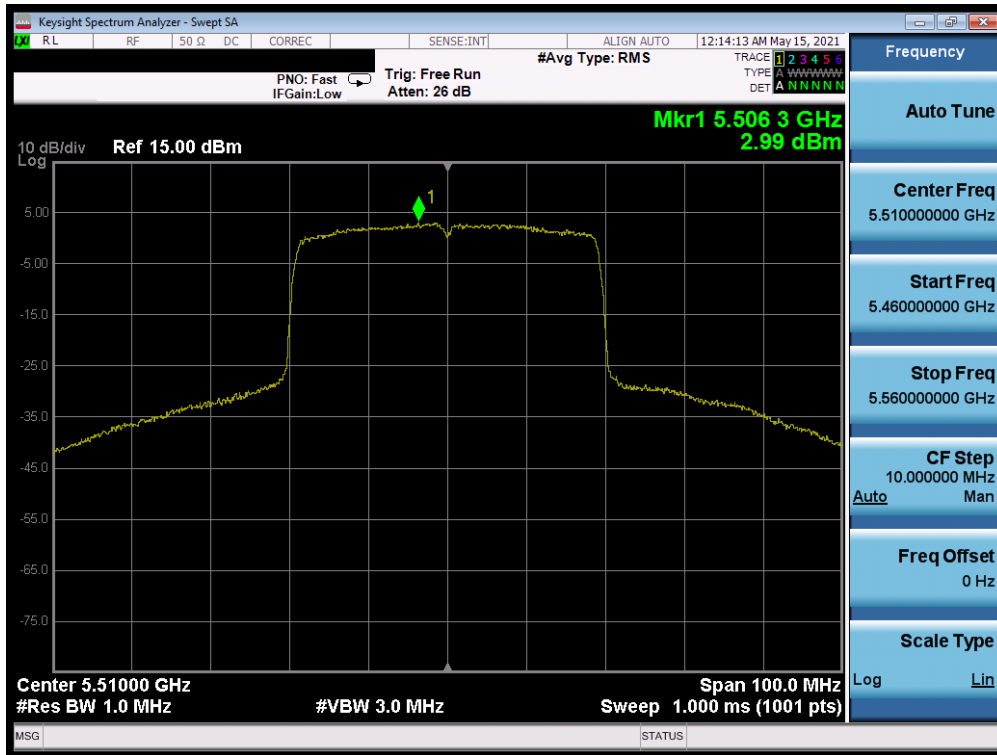 Keysight Spectrum Analyzer - Swept SA
LXI RL RF 50 Ω DC CORREC SENSE:INT ALIGN AUTO 12:14:13 AM May 15, 2021
Frequency
#Avg Type: RMS
TRACE 1 2 3 4 5 6
PNO: Fast Trig: Free Run
TYPE A WWWWW
IFGain:Low Atten: 26 dB
DET A N N N N N
Mkr1 5.506 3 GHz
2.99 dBm
10 dB/div Ref 15.00 dBm
Log
1
5.00
-5.00
-15.0
-25.0
-35.0
-45.0
-55.0
-65.0
-75.0
Center 5.51000 GHz Span 100.0 MHz
#Res BW 1.0 MHz #VBW 3.0 MHz Sweep 1.000 ms (1001 pts)
MSG STATUS
Auto Tune
Center Freq
5.510000000 GHz
Start Freq
5.460000000 GHz
Stop Freq
5.560000000 GHz
CF Step
10.000000 MHz
Auto Man
Freq Offset
0 Hz
Scale Type
Log Lin